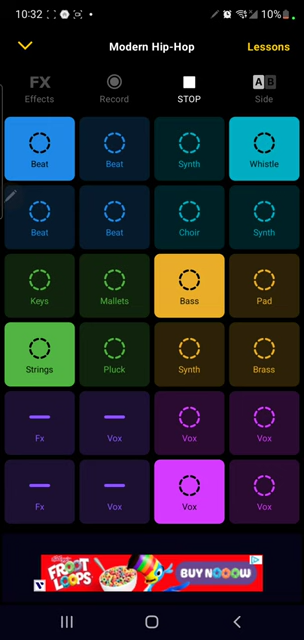 10:32 10%
Modern Hip-Hop Lessons
FX A B
Effects Record STOP Side
Beat Beat Synth Whistle
Beat Beat Choir Synth
Keys Mallets Bass Pad
Strings Pluck Synth Brass
Fx Vox Vox Vox
Fx Vox Vox Vox
FROOT LOOPS BUY NOOOW